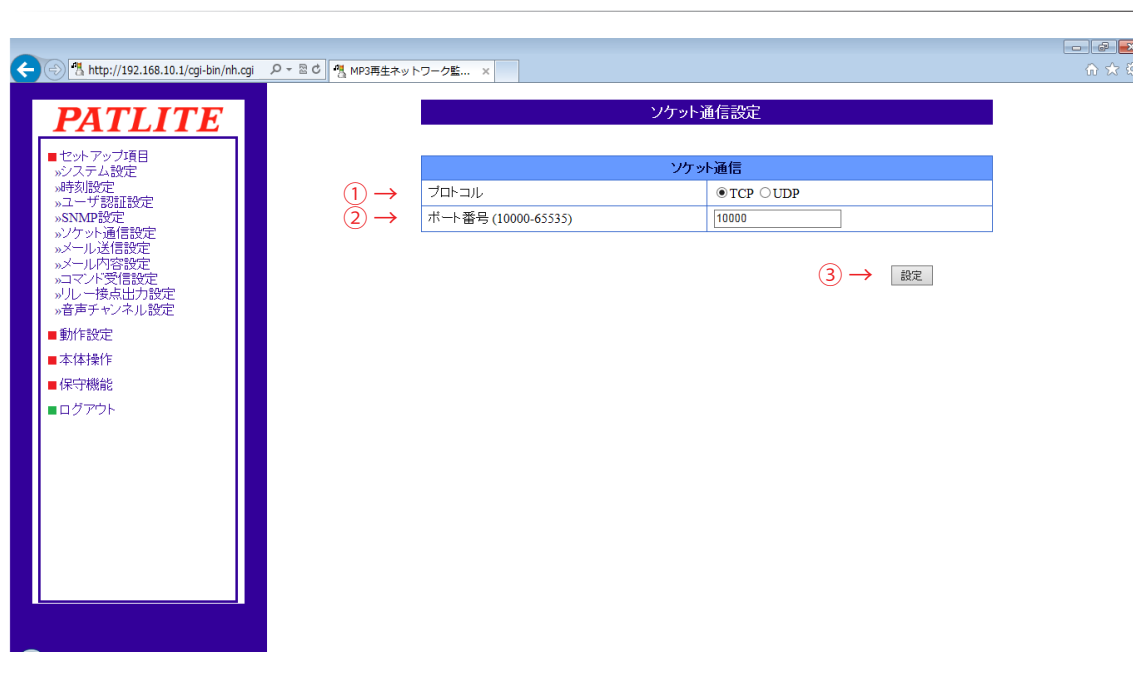 http://192.168.10.1/cgi-bin/nh.cgi
MP3再生ネットワーク監...
PATLITE
セットアップ項目
»システム設定
»時刻設定
»ユーザ認証設定
»SNMP設定
»ソケット通信設定
»メール送信設定
»メール内容設定
»コマンド受信設定
»リレー接点出力設定
»音声チャンネル設定
動作設定
本体操作
保守機能
ログアウト
ソケット通信設定
ソケット通信
① → プロトコル TCP UDP
② → ポート番号 (10000-65535) 10000
③ → 設定